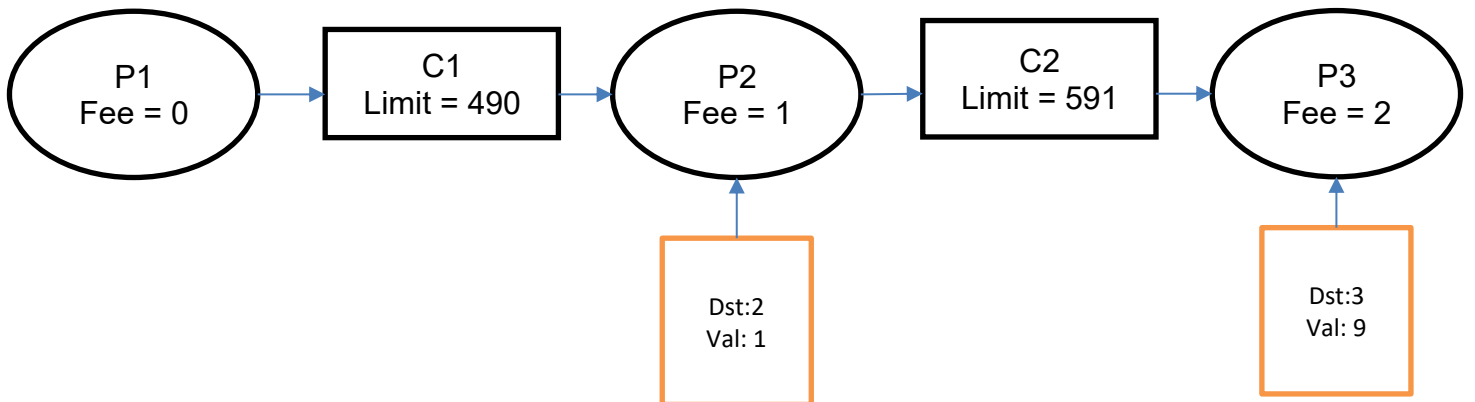 P1
Fee = 0
C1
Limit = 490
P2
Fee = 1
C2
Limit = 591
P3
Fee = 2
Dst:2
Val: 1
Dst:3
Val: 9